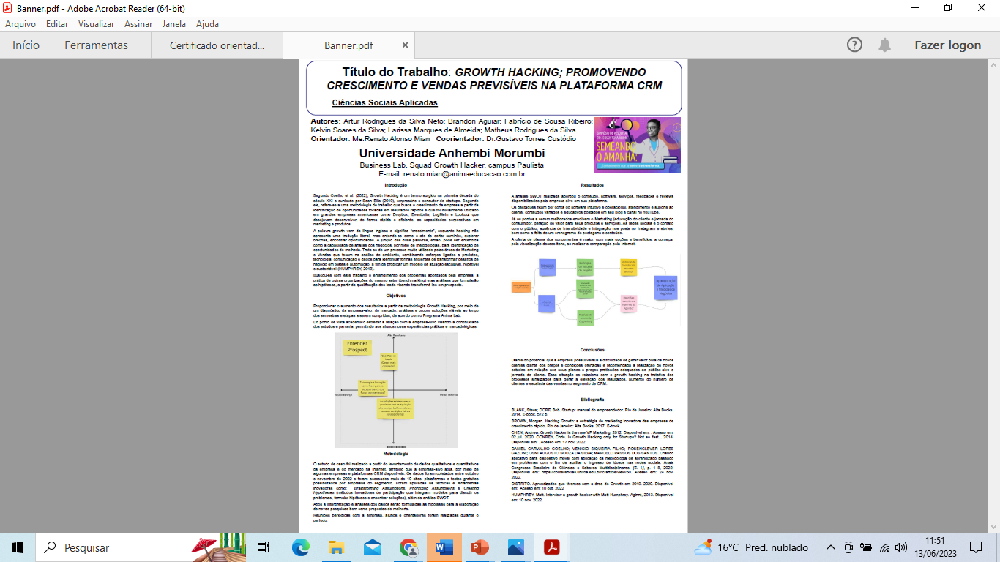 Banner.pdf - Adobe Acrobat Reader (64-bit)
Arquivo Editar Visualizar Assinar Janela Ajuda
Início Ferramentas Certificado orientad... Banner.pdf × Fazer logon
Título do Trabalho: GROWTH HACKING; PROMOVENDO
CRESCIMENTO E VENDAS PREVISÍVEIS NA PLATAFORMA CRM
Ciências Sociais Aplicadas.
Autores: Artur Rodrigues da Silva Neto; Brandon Aguiar; Fabrício de Sousa Ribeiro;
Kelvin Soares da Silva; Larissa Marques de Almeida; Matheus Rodrigues da Silva
Orientador: Me.Renato Alonso Mian Coorientador: Dr.Gustavo Torres Custódio
SIMPÓSIO DE PESQUISA
DO ECOSSISTEMA ÂNIMA
SEMEANDO
O AMANHÃ:
Universidade Anhembi Morumbi
Business Lab, Squad Growth Hacker, campus Paulista
E-mail: renato.mian@animaeducacao.com.br
Introdução
Segundo Coelho et al. (2022), Growth Hacking é um termo surgido na primeira década do
século XXI e cunhado por Sean Ellis (2010), empresário e consultor de startups. Segundo
ele, refere-se a uma metodologia de trabalho que busca o crescimento da empresa a partir da
identificação de oportunidades focadas em resultados rápidos e que foi inicialmente utilizado
em grandes empresas americanas como Dropbox, Eventbrite, LogMeIn e Lookout que
desejavam desenvolver, de forma rápida e eficiente, as capacidades corporativas em
marketing e produtos.
A palavra growth vem da língua inglesa e significa "crescimento", enquanto hacking não
apresenta uma tradução literal, mas entende-se como o ato de cortar caminho, explorar
brechas, encontrar oportunidades. A junção das duas palavras, então, pode ser entendida
como a capacidade de análise dos negócios, por meio de metodologias, para identificação de
oportunidades de melhoria. Trata-se de um processo muito utilizado pelas áreas de Marketing
e Vendas que focam na análise do ambiente, combinando esforços ligados a produtos,
tecnologia, comunicação e dados para identificar formas eficientes de transformar desafios de
negócio em testes e automação, a fim de propiciar um modelo de atuação escalável, repetível
e sustentável (HUMPHREY, 2013).
Buscou-se com este trabalho o entendimento dos problemas apontados pela empresa, a
prática de outras organizações do mesmo setor (benchmarking) e as análises que formularão
as hipóteses, a partir da qualificação dos leads visando transformá-los em prospects.
Objetivos
Proporcionar o aumento dos resultados a partir da metodologia Growth Hacking, por meio de
um diagnóstico da empresa-alvo, do mercado, análises e propor soluções viáveis ao longo
dos semestres e etapas a serem cumpridas, de acordo com o Programa Anima Lab.
Do ponto de vista acadêmico estreitar a relação com a empresa-alvo visando a continuidade
dos estudos e parceria, permitindo aos alunos novas experiências práticas e mercadológicas.
Alto Resultado
Entender
Prospect
Muito Esforço
Pouco Esforço
Metodologia
O estudo de caso foi realizado a partir do levantamento de dados qualitativos e quantitativos
da empresa e do mercado na Internet, território que a empresa-alvo atua, por meio de
algumas empresas e plataformas CRM disponíveis. Os dados foram coletados entre outubro
e novembro de 2022 e foram acessados mais de 10 sites, plataformas e testes gratuitos
possibilitados por empresas do segmento. Foram aplicadas as técnicas e ferramentas
inovadoras como: Brainstorming Assumptions, Prioritizing Assumptions e Creating
Hypotheses (métodos inovadores de participação que integram modelos para discutir os
problemas, formular hipóteses e encontrar soluções), além da análise SWOT.
Após a interpretação e análises dos dados serão formuladas as hipóteses para a elaboração
de novas pesquisas bem como propostas de melhoria.
Reuniões periódicas com a empresa, alunos e orientadores foram realizadas durante o
período.
Resultados
A análise SWOT realizada abordou o conteúdo, software, serviços, feedbacks e reviews
disponibilizados pela empresa-alvo em sua plataforma.
Os destaques ficam por conta do software intuitivo e operacional, atendimento e suporte ao
cliente, conteúdos variados e educativos postados em seu blog e canal no YouTube.
Já os pontos a serem melhorados envolvem o Marketing (educação do cliente e jornada do
consumidor, geração de valor para seus produtos e serviços). As redes sociais e o contato
com o público, ausência de interatividade e integração nos posts no Instagram e stories,
bem como a falta de um cronograma de postagens e conteúdo.
A oferta de planos dos concorrentes é maior, com mais opções e benefícios, a começar
pela visualização desses itens, ao realizar a comparação pela Internet.
Conclusões
Diante do potencial que a empresa possui versus a dificuldade de gerar valor para os novos
clientes diante dos preços e condições ofertadas é recomendada a realização de novos
estudos em relação aos seus planos e preços praticados adequados ao público-alvo e
jornada do cliente. Essa situação se relaciona com o growth hacking na tratativa dos
processos sinalizados para gerar a elevação dos resultados, aumento do número de
clientes e escalada das vendas no segmento de CRM.
Bibliografia
BLANK, Steve; DORF, Bob. Startup: manual do empreendedor. Rio de Janeiro: Alta Books,
2014. E-book. 572 p.
BROWN, Morgan. Hacking Growth: a estratégia de marketing inovadora das empresas de
crescimento rápido. Rio de Janeiro: Alta Books, 2017. E-book.
CHEN, Andrew. Growth Hacker is the new VP Marketing. 2012. Disponível em: . Acesso em:
02 jul. 2020. CONREY, Chris. Is Growth Hacking only for Startups? Not so fast... 2014.
Disponível em: . Acesso em: 17 nov. 2022.
DANIEL CARVALHO COELHO; VENICIO SIQUEIRA FILHO; ROSENCLEVER LOPES
GAZONI; OSNI AUGUSTO SOUZA DA SILVA; MARCELO PASSOS DOS SANTOS. Criando
aplicativo para dispositivo móvel com aplicação da metodologia de aprendizado baseado
em problemas com o fim de auxiliar o ingresso de idosos nas redes sociais. Anais
Congresso Brasileiro de Ciências e Saberes Multidisciplinares, [S. l.], p. 1–8, 2022.
Disponível em: https://conferencias.unifoa.edu.br/tc/article/view/50. Acesso em: 24 nov.
2022.
DISTRITO. Aprendizados que tivemos com a área de Growth em 2019. 2020. Disponível
em: Acesso em: 10 out. 2022
HUMPHREY, Matt. Interview a growth hacker with Matt Humphrey. Aginnt, 2013. Disponível
em: 10 nov. 2022.
Pesquisar 16°C Pred. nublado 11:51
13/06/2023